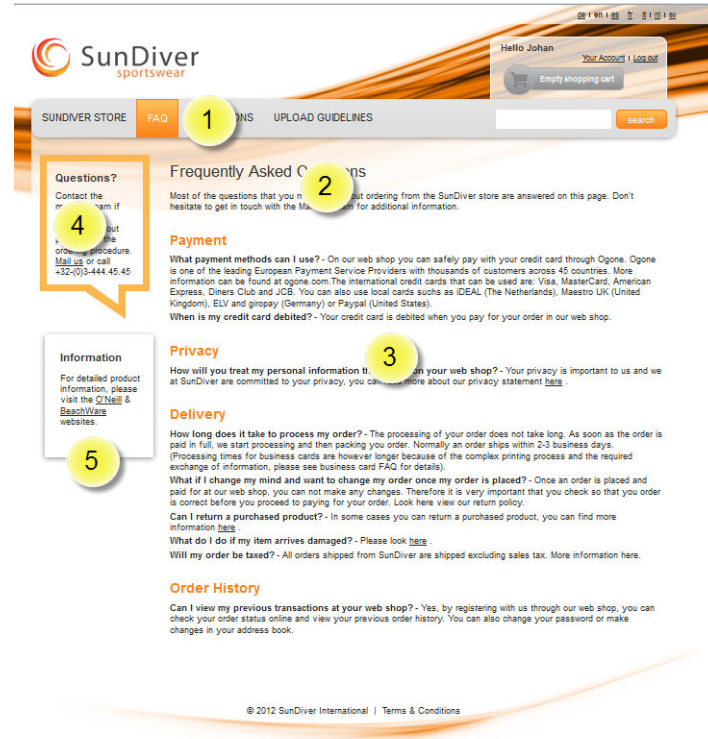 de | en | es fr it | nl | sv
SunDiver
sportswear
Hello Johan
Your Account | Log out
Empty shopping cart
SUNDIVER STORE FAQ UPLOAD GUIDELINES
search
1
Questions?
Contact the
if
the
ordering procedure.
Mail us or call
+32-(0)3-444.45.45
4
Information
For detailed product
information, please
visit the O'Neill &
BeachWare
websites.
5
Frequently Asked
2
Most of the questions that you ordering from the SunDiver store are answered on this page. Don't
hesitate to get in touch with the team for additional information.
Payment
What payment methods can I use? - On our web shop you can safely pay with your credit card through Ogone. Ogone
is one of the leading European Payment Service Providers with thousands of customers across 45 countries. More
information can be found at ogone.com.The international credit cards that can be used are: Visa, MasterCard, American
Express, Diners Club and JCB. You can also use local cards suchs as iDEAL (The Netherlands), Maestro UK (United
Kingdom), ELV and giropay (Germany) or Paypal (United States).
When is my credit card debited? - Your credit card is debited when you pay for your order in our web shop.
Privacy
3
How will you treat my personal information on your web shop? - Your privacy is important to us and we
at SunDiver are committed to your privacy, you can more about our privacy statement here .
Delivery
How long does it take to process my order? - The processing of your order does not take long. As soon as the order is
paid in full, we start processing and then packing you order. Normally an order ships within 2-3 business days.
(Processing times for business cards are however longer because of the complex printing process and the required
exchange of information, please see business card FAQ for details).
What if I change my mind and want to change my order once my order is placed? - Once an order is placed and
paid for at our web shop, you can not make any changes. Therefore it is very important that you check so that you order
is correct before you proceed to paying for your order. Look here view our return policy.
Can I return a purchased product? - In some cases you can return a purchased product, you can find more
information here .
What do I do if my item arrives damaged? - Please look here .
Will my order be taxed? - All orders shipped from SunDiver are shipped excluding sales tax. More information here.
Order History
Can I view my previous transactions at your web shop? - Yes, by registering with us through our web shop, you can
check your order status online and view your previous order history. You can also change your password or make
changes in your address book.
© 2012 SunDiver International | Terms & Conditions